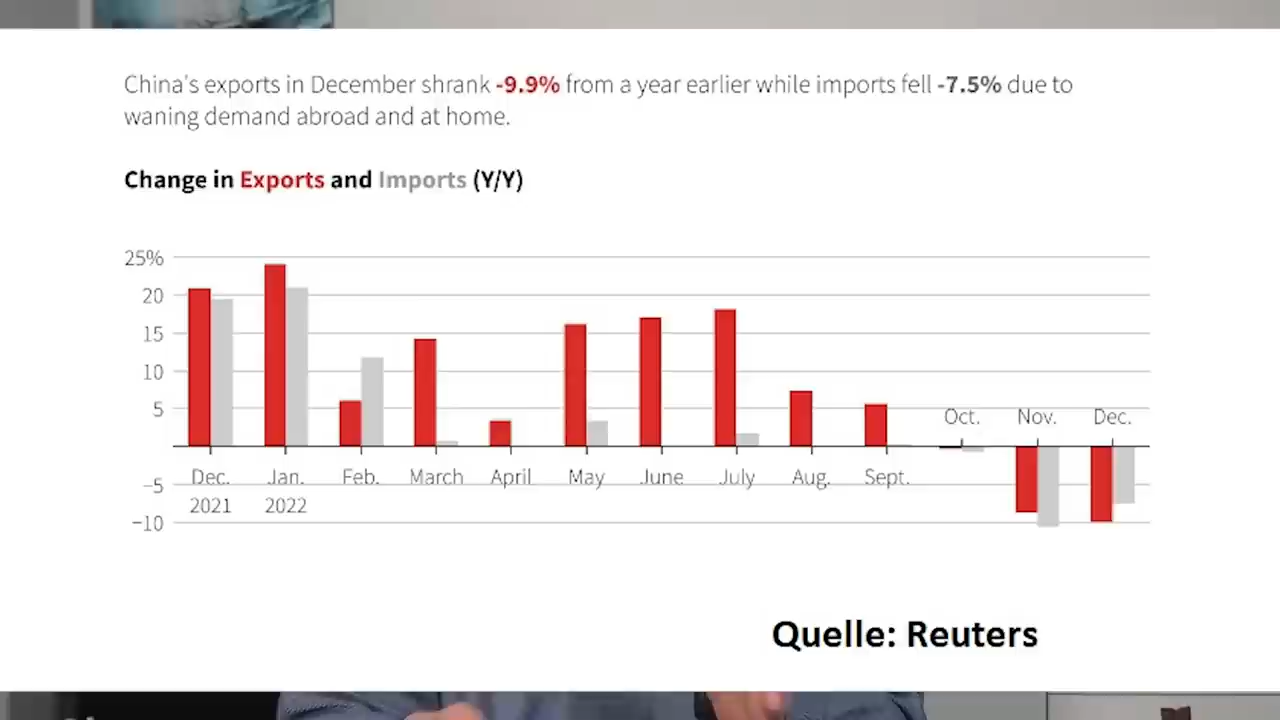 China's exports in December shrank -9.9% from a year earlier while imports fell -7.5% due to
waning demand abroad and at home.
Change in Exports and Imports (Y/Y)
25%
20
15
10
5
−5
−10
Oct. Nov. Dec.
Dec. Jan. Feb. March April May June July Aug. Sept.
2021 2022
Quelle: Reuters